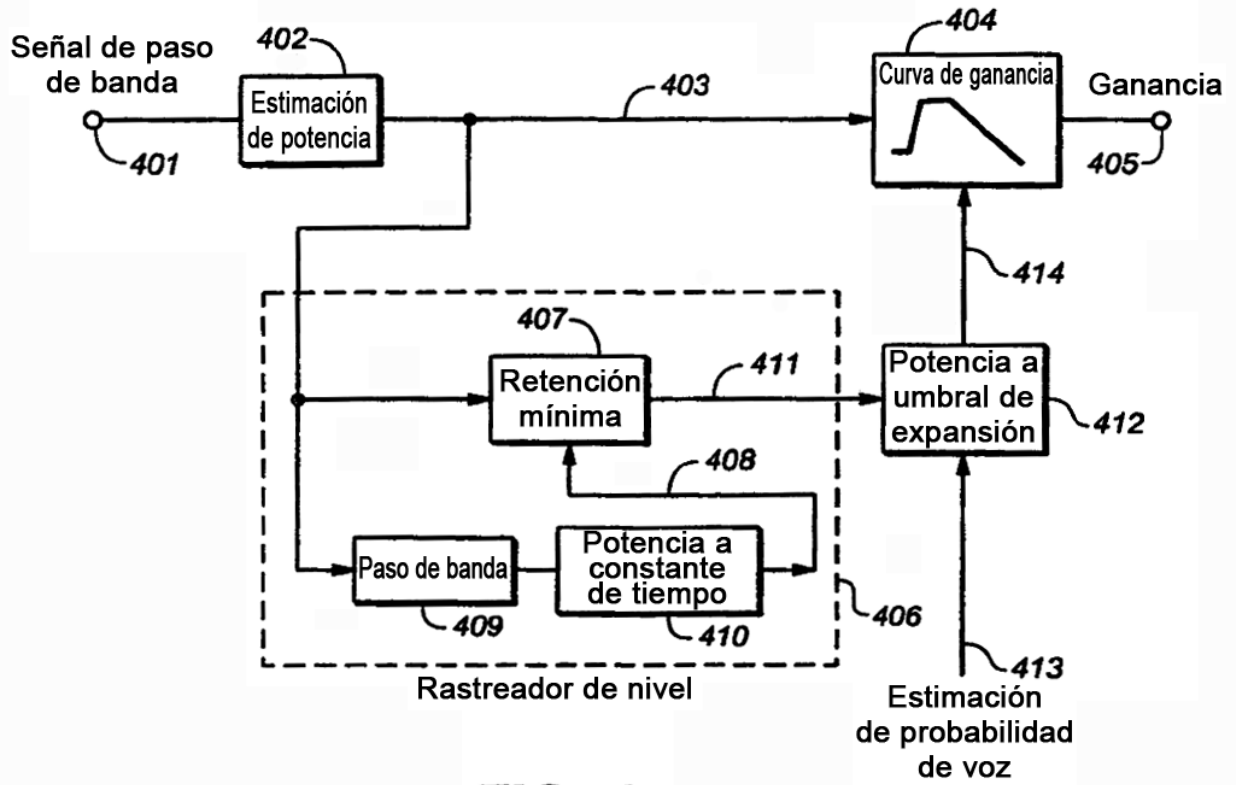 Señal de paso
de banda
401
402
Estimación
de potencia
403
404
Curva de ganancia
Ganancia
405
414
407
Retención
mínima
411
Potencia a
umbral de
expansión
412
408
Paso de banda
409
Potencia a
constante
de tiempo
410
406
Rastreador de nivel
413
Estimación
de probabilidad
de voz